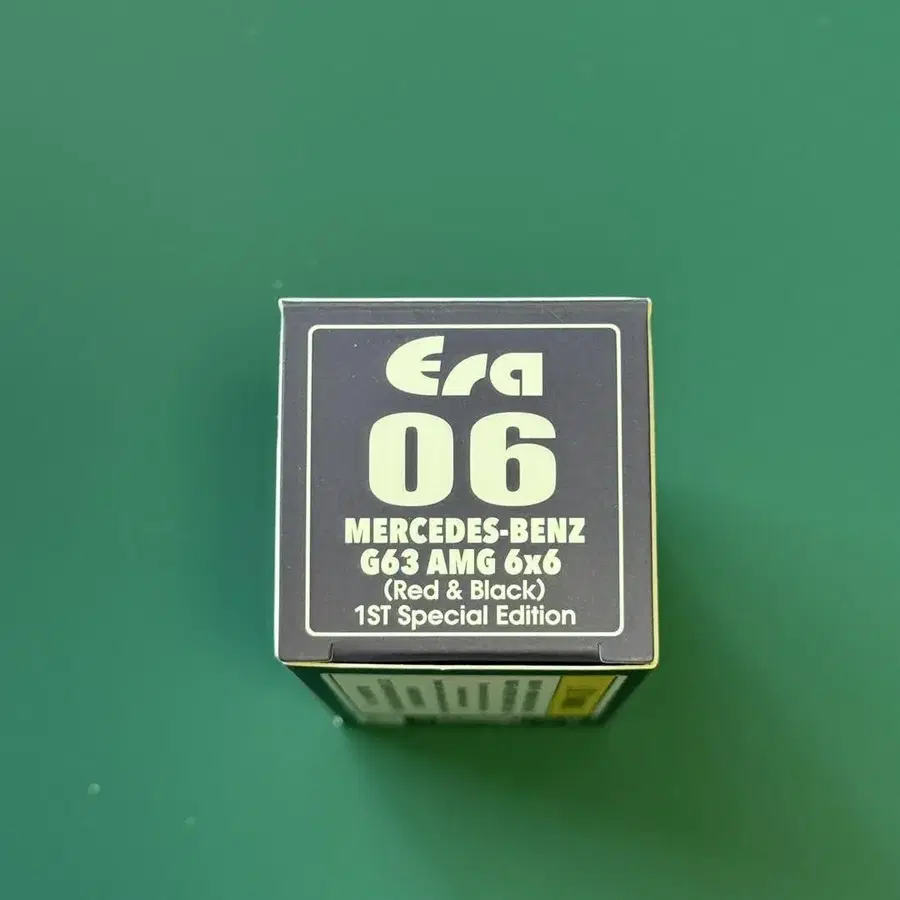 Era
06
MERCEDES-BENZ
G63 AMG 6x6
(Red & Black)
1ST Special Edition